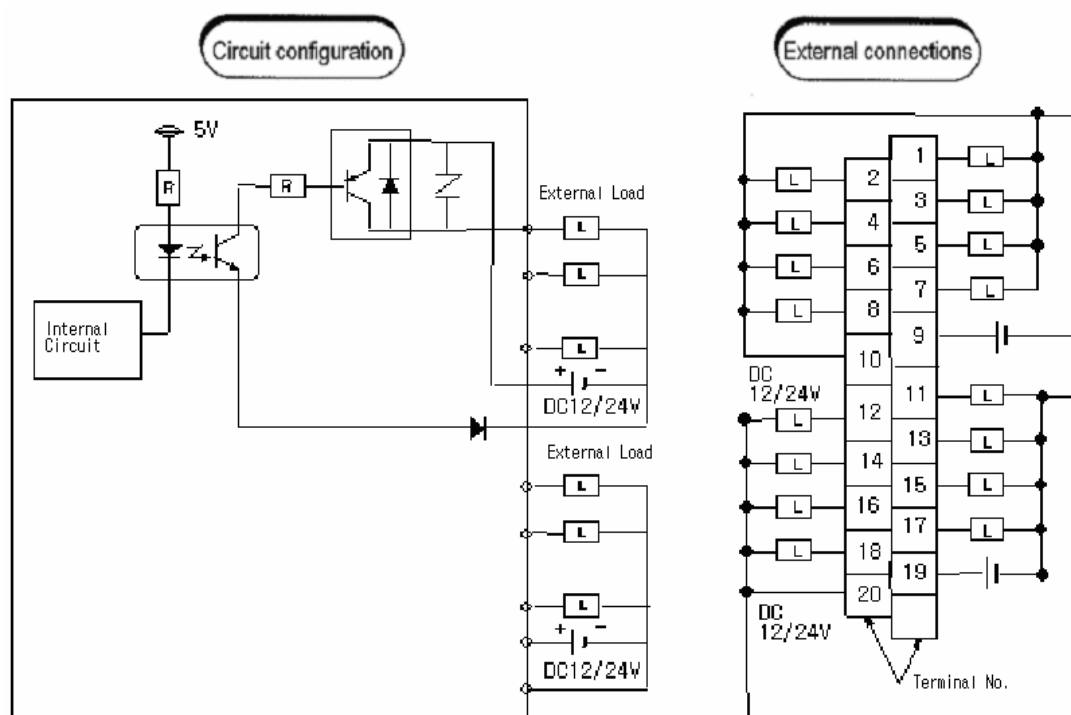 Circuit configuration
5V
R
R
External Load
L
L
Internal
Circuit
L
+ -
DC12/24V
External Load
L
L
L
+ -
DC12/24V
External connections
1
L
L
2
3
L
L
4
5
L
L
6
7
L
L
8
9
10
DC
12/24V
11
L
L
12
13
L
L
14
15
L
L
16
17
L
L
18
19
20
DC
12/24V
Terminal No.